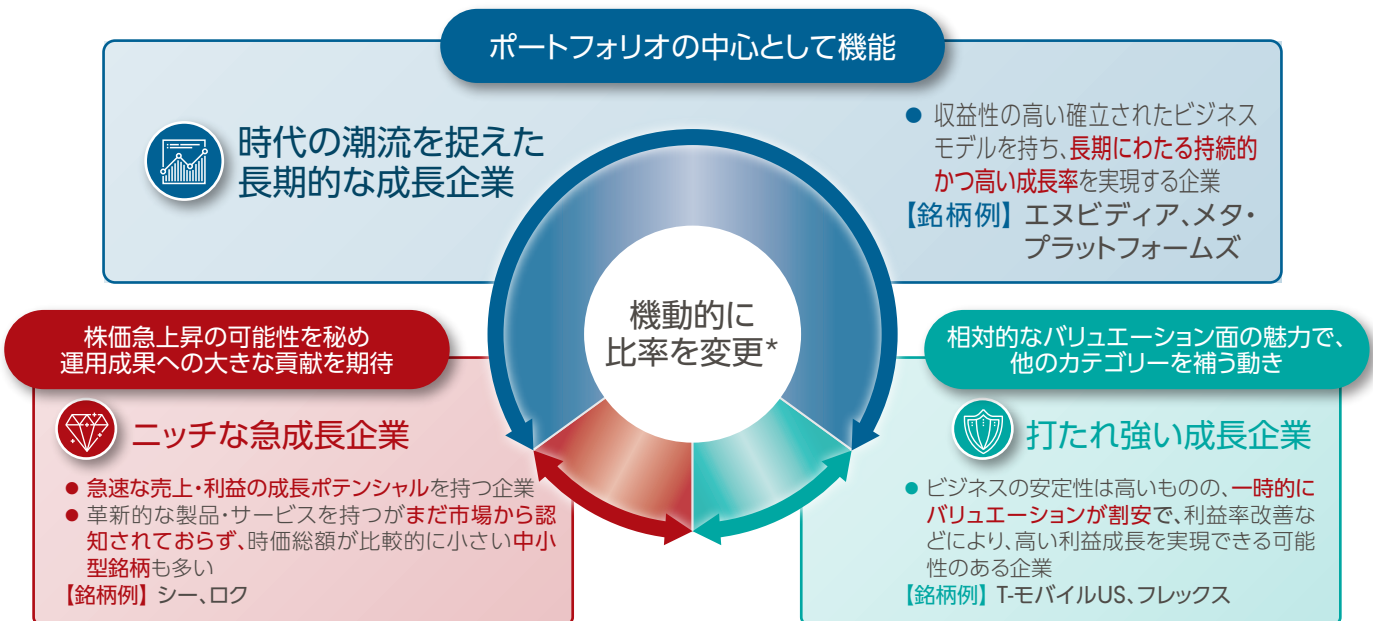 ポートフォリオの中心として機能
時代の潮流を捉えた
長期的な成長企業
● 収益性の高い確立されたビジネス
モデルを持ち、長期にわたる持続的
かつ高い成長率を実現する企業
【銘柄例】 エヌビディア、メタ・
プラットフォームズ
機動的に
比率を変更*
株価急上昇の可能性を秘め
運用成果への大きな貢献を期待
ニッチな急成長企業
● 急速な売上・利益の成長ポテンシャルを持つ企業
● 革新的な製品・サービスを持つがまだ市場から認
知されておらず、時価総額が比較的に小さい中小
型銘柄も多い
【銘柄例】 シー、ロク
相対的なバリュエーション面の魅力で、
他のカテゴリーを補う動き
打たれ強い成長企業
● ビジネスの安定性は高いものの、一時的に
バリュエーションが割安で、利益率改善な
どにより、高い利益成長を実現できる可能
性のある企業
【銘柄例】 T-モバイルUS、フレックス